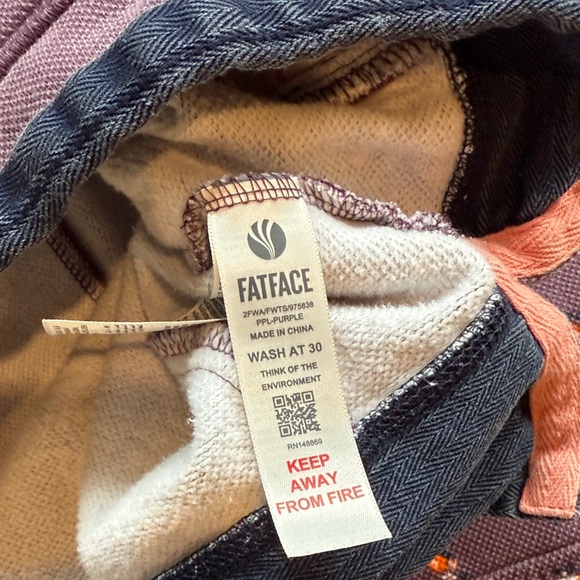 FATFACE
2FWA/FWTS/975838
PPL-PURPLE
MADE IN CHINA
WASH AT 30
THINK OF THE
ENVIRONMENT
RN148869
KEEP
AWAY
FROM FIRE